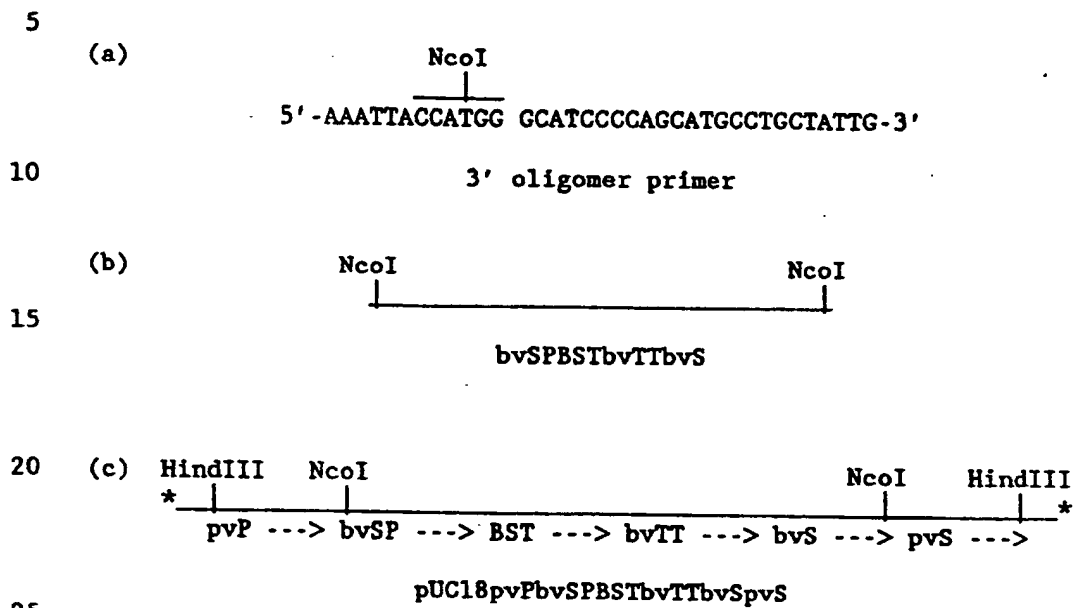 5
(a)
NcoI
5'-AAATTACCATGG GCATCCCCAGCATGCCTGCTATTG-3'
10
3' oligomer primer
(b)
NcoI NcoI
15
bvSPBSTbvTTbvS
20 (c) HindIII NcoI NcoI HindIII
* *
pvP ---> bvSP ---> BST ---> bvTT ---> bvS ---> pvS --->
pUC18pvPbvSPBSTbvTTbvSpvS